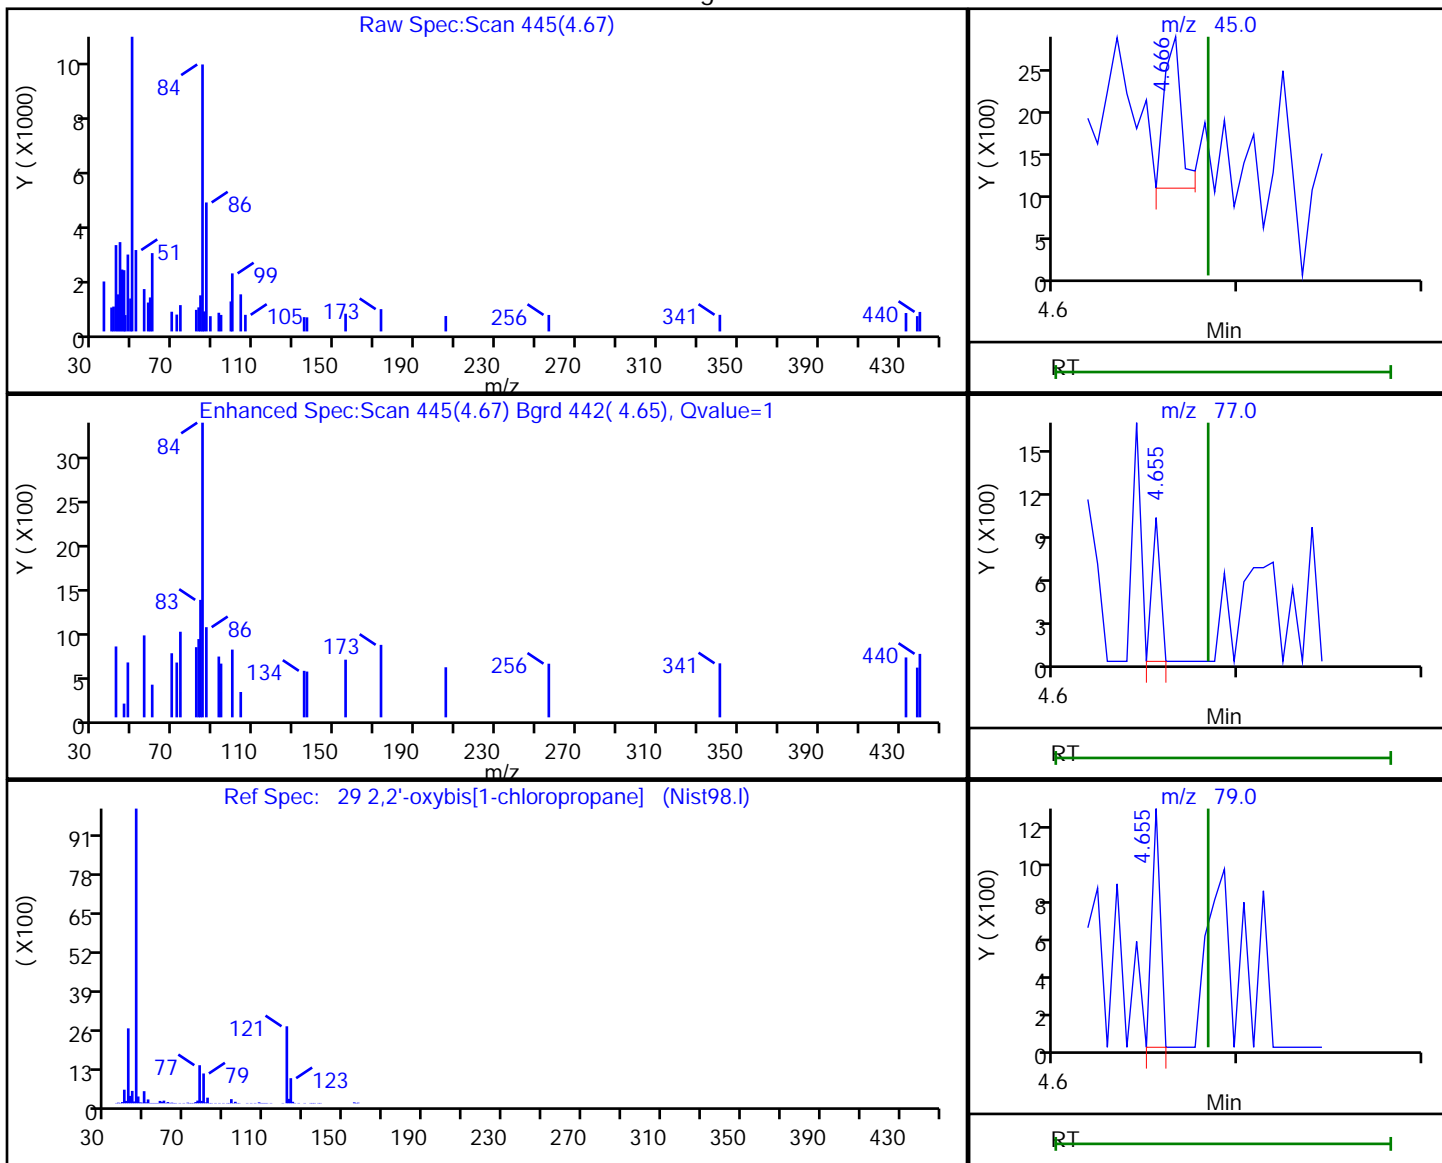 Raw Spec:Scan 445(4.67)
Y ( X1000)
10
8
6
4
2
0
84
86
51
99
105
173
256
341
440
30 70 110 150 190 230 270 310 350 390 430
m/z
m/z 45.0
Y ( X100)
25
20
15
10
5
0
4.666
4.6
Min
RT
Enhanced Spec:Scan 445(4.67) Bgrd 442( 4.65), Qvalue=1
Y ( X100)
30
25
20
15
10
5
0
84
83
86
134
173
256
341
440
30 70 110 150 190 230 270 310 350 390 430
m/z
m/z 77.0
Y ( X100)
15
12
9
6
3
0
4.655
4.6
Min
RT
Ref Spec: 29 2,2'-oxybis[1-chloropropane] (Nist98.l)
( X100)
91
78
65
52
39
26
13
0
77
79
121
123
30 70 110 150 190 230 270 310 350 390 430
m/z 79.0
Y ( X100)
12
10
8
6
4
2
0
4.655
4.6
Min
RT